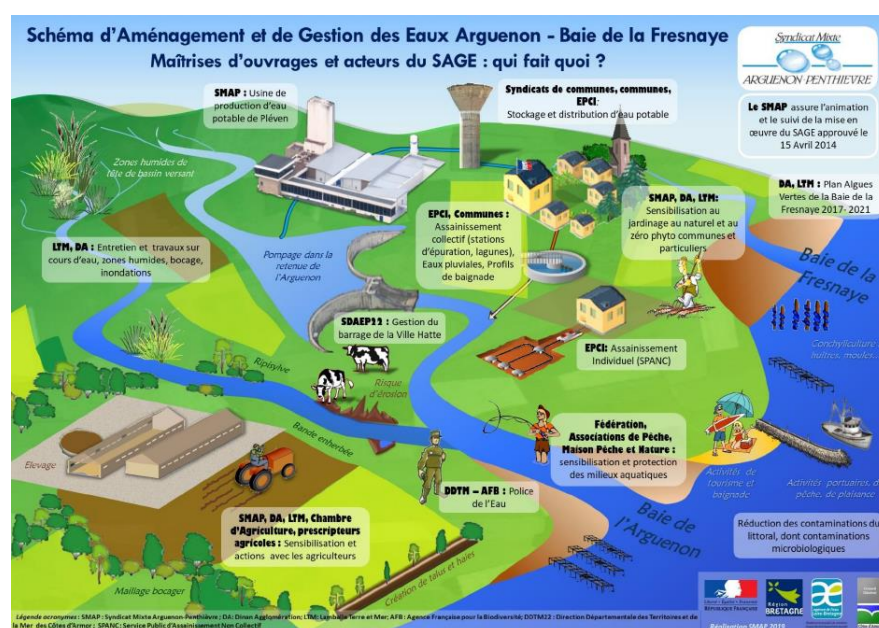 Schéma d'Aménagement et de Gestion des Eaux Arguenon - Baie de la Fresnaye
Maîtrises d'ouvrages et acteurs du SAGE : qui fait quoi ?
Syndicat Mixte
ARGUENON-PENTHIEVRE
Le SMAP assure l'animation
et le suivi de la mise en
œuvre du SAGE approuvé le
15 Avril 2014
SMAP : Usine de
production d'eau
potable de Pléven
Syndicats de communes, communes,
EPCI:
Stockage et distribution d'eau potable
Zones humides de
tête de bassin versant
DA, LTM : Plan Algues
Vertes de la Baie de la
Fresnaye 2017- 2021
SMAP, DA, LTM:
Sensibilisation au
jardinage au naturel et au
zéro phyto communes et
particuliers
EPCI, Communes :
Assainissement
collectif (stations
d'épuration, lagunes),
Eaux pluviales, Profils
de baignade
LTM, DA : Entretien et travaux sur
cours d'eau, zones humides, bocage,
inondations
Pompage dans la
retenue de
l'Arguenon
Baie de la
Fresnaye
SDAEP22 : Gestion du
barrage de la Ville Hatte
EPCI: Assainissement
Individuel (SPANC)
Conchyliculture :
huîtres, moules...
Ripisylve
Risque
d'érosion
Bande enherbée
Fédération,
Associations de Pêche,
Maison Pêche et Nature :
sensibilisation et protection
des milieux aquatiques
Elevage
Activités de
tourisme et
baignade
Activités portuaires, de
pêche, de plaisance
DDTM – AFB : Police
de l'Eau
SMAP, DA, LTM, Chambre
d'Agriculture, prescripteurs
agricoles : Sensibilisation et
actions avec les agriculteurs
Baie de
l'Arguenon
Réduction des contaminations du
littoral, dont contaminations
microbiologiques
Maillage bocager
Création de talus et haies
RÉPUBLIQUE FRANÇAISE
Région
BRETAGNE
Réalisation SMAP 2019
Légende acronymes : SMAP : Syndicat Mixte Arguenon-Penthièvre ; DA: Dinan Agglomération; LTM: Lamballe Terre et Mer; AFB : Agence Française pour la Biodiversité; DDTM22 : Direction Départementale des Territoires et de
la Mer des Côtes d'Armor ; SPANC: Service Public d'Assainissement Non Collectif